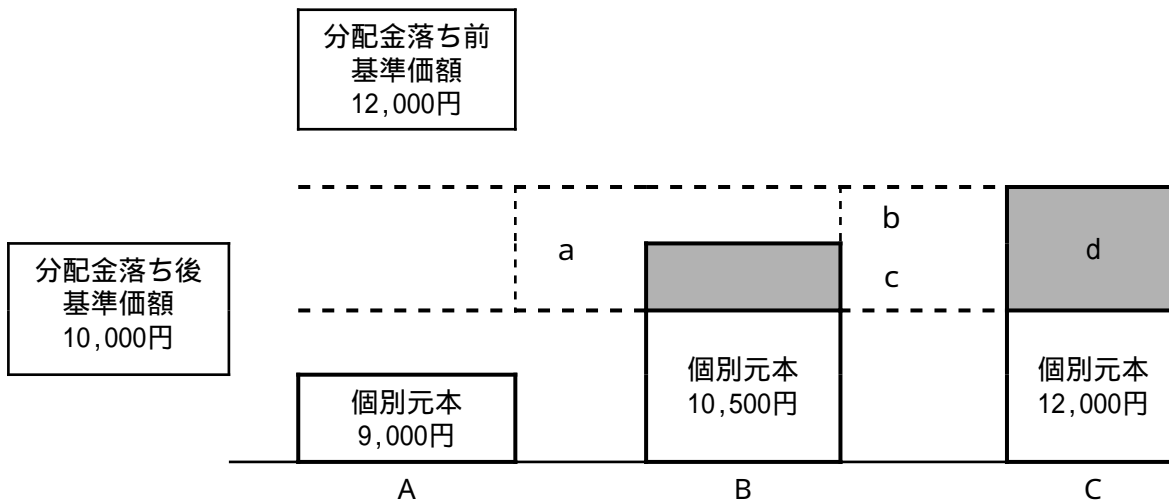 分配金落ち前
基準価額
12,000円
a
b
c
d
分配金落ち後
基準価額
10,000円
個別元本
9,000円
個別元本
10,500円
個別元本
12,000円
A
B
C